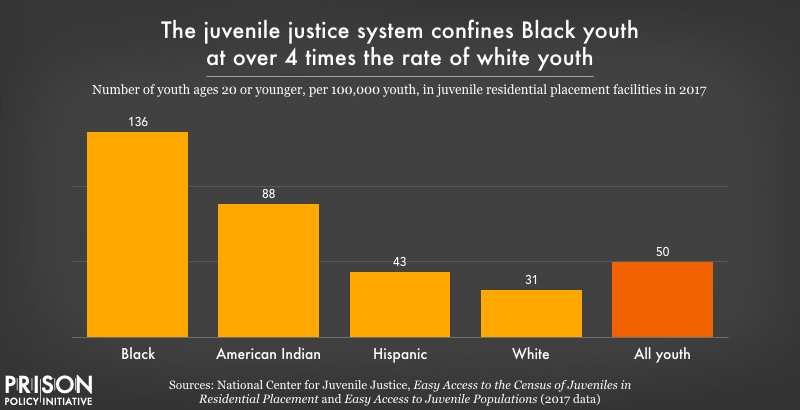 The juvenile justice system confines Black youth
at over 4 times the rate of white youth
Number of youth ages 20 or younger, per 100,000 youth, in juvenile residential placement facilities in 2017
136
88
43
31
50
Black
American Indian
Hispanic
White
All youth
PRISON
POLICY INITIATIVE
Sources: National Center for Juvenile Justice, Easy Access to the Census of Juveniles in
Residential Placement and Easy Access to Juvenile Populations (2017 data)